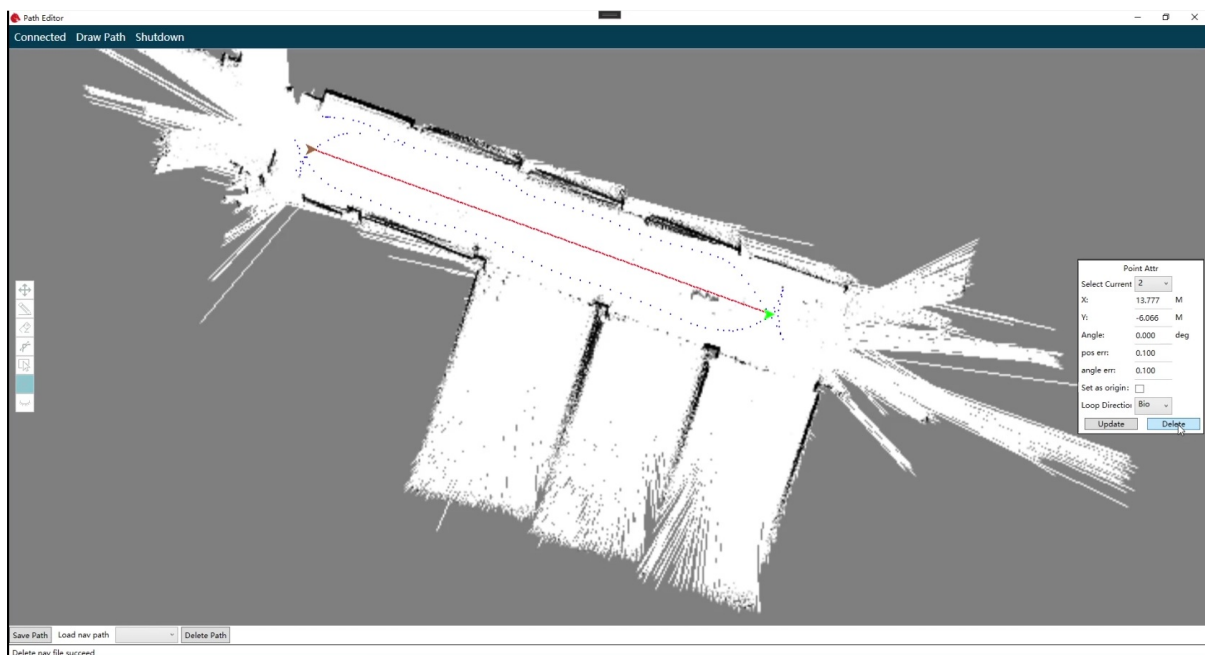 Path Editor
Connected Draw Path Shutdown
Point Attr
Select Current 2
X: 13.777 M
Y: -6.066 M
Angle: 0.000 deg
pos err: 0.100
angle err: 0.100
Set as origin:
Loop Direction Bio
Update Delete
Save Path Load nav path Delete Path
Delete nav file succeed